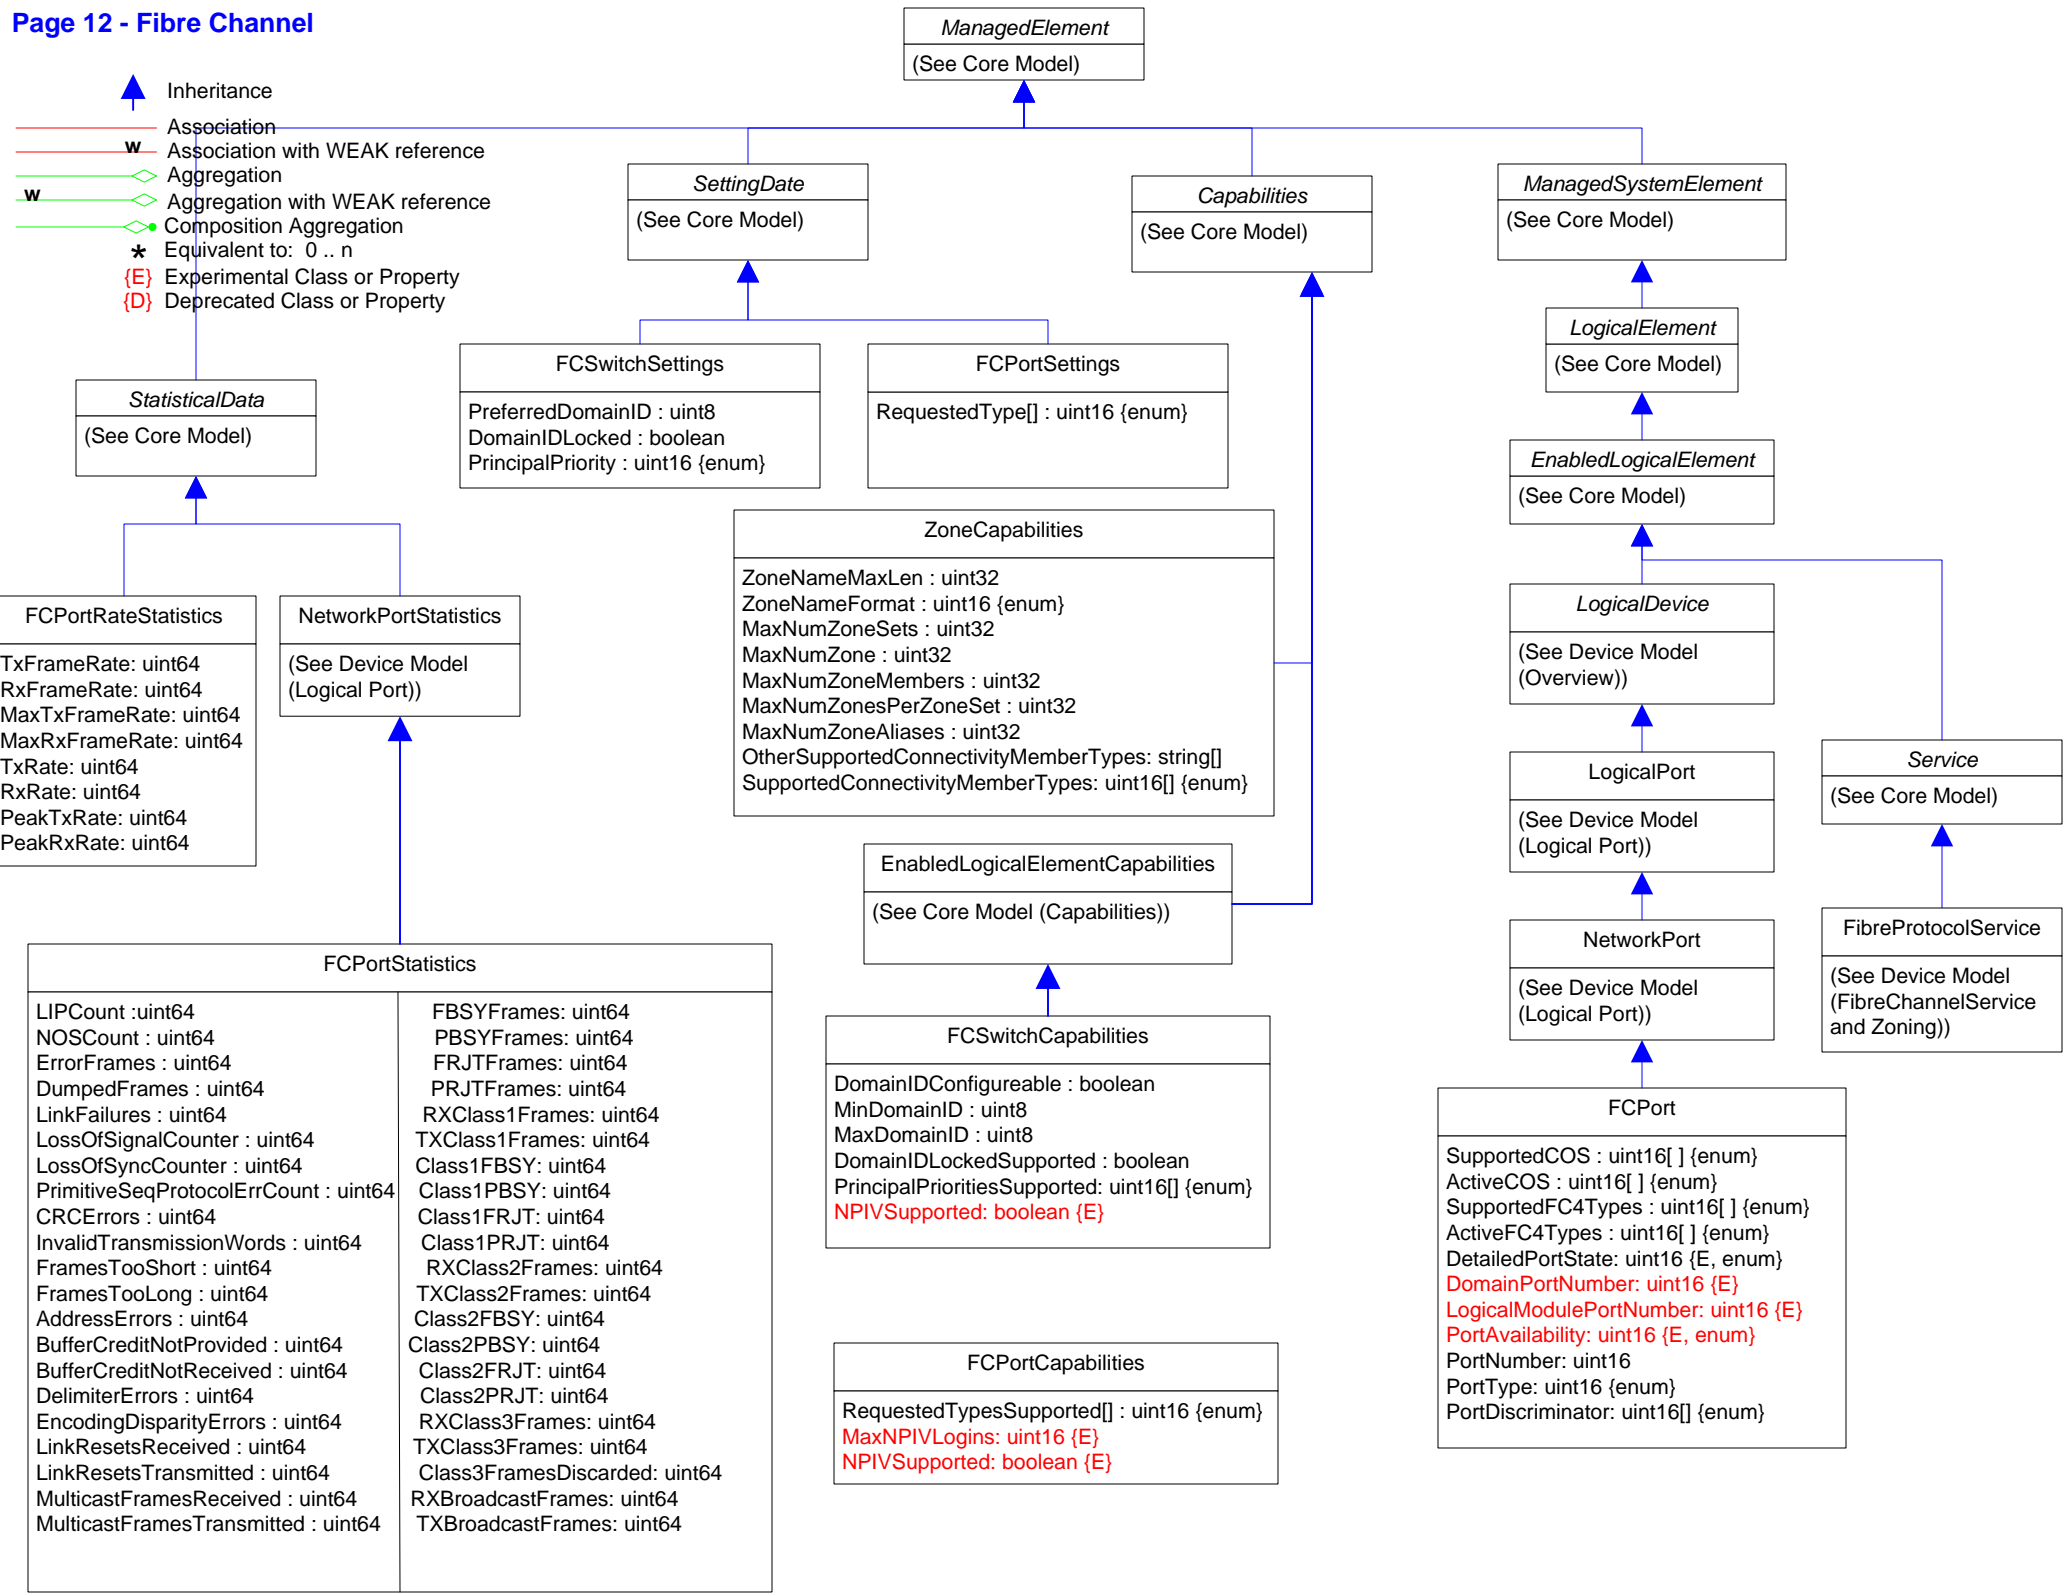 Page 12 - Fibre Channel
Inheritance
Association
w
Association with WEAK reference
Aggregation
w
Aggregation with WEAK reference
Composition Aggregation
* Equivalent to: 0 .. n
{E} Experimental Class or Property
{D} Deprecated Class or Property
ManagedElement
(See Core Model)
SettingDate
(See Core Model)
Capabilities
(See Core Model)
ManagedSystemElement
(See Core Model)
LogicalElement
(See Core Model)
FCSwitchSettings
PreferredDomainID : uint8
DomainIDLocked : boolean
PrincipalPriority : uint16 {enum}
FCPortSettings
RequestedType[] : uint16 {enum}
StatisticalData
(See Core Model)
EnabledLogicalElement
(See Core Model)
ZoneCapabilities
ZoneNameMaxLen : uint32
ZoneNameFormat : uint16 {enum}
MaxNumZoneSets : uint32
MaxNumZone : uint32
MaxNumZoneMembers : uint32
MaxNumZonesPerZoneSet : uint32
MaxNumZoneAliases : uint32
OtherSupportedConnectivityMemberTypes: string[]
SupportedConnectivityMemberTypes: uint16[] {enum}
FCPortRateStatistics
TxFrameRate: uint64
RxFrameRate: uint64
MaxTxFrameRate: uint64
MaxRxFrameRate: uint64
TxRate: uint64
RxRate: uint64
PeakTxRate: uint64
PeakRxRate: uint64
NetworkPortStatistics
(See Device Model
(Logical Port))
LogicalDevice
(See Device Model
(Overview))
LogicalPort
(See Device Model
(Logical Port))
Service
(See Core Model)
EnabledLogicalElementCapabilities
(See Core Model (Capabilities))
NetworkPort
(See Device Model
(Logical Port))
FibreProtocolService
(See Device Model
(FibreChannelService
and Zoning))
FCPortStatistics
LIPCount :uint64
NOSCount : uint64
ErrorFrames : uint64
DumpedFrames : uint64
LinkFailures : uint64
LossOfSignalCounter : uint64
LossOfSyncCounter : uint64
PrimitiveSeqProtocolErrCount : uint64
CRCErrors : uint64
InvalidTransmissionWords : uint64
FramesTooShort : uint64
FramesTooLong : uint64
AddressErrors : uint64
BufferCreditNotProvided : uint64
BufferCreditNotReceived : uint64
DelimiterErrors : uint64
EncodingDisparityErrors : uint64
LinkResetsReceived : uint64
LinkResetsTransmitted : uint64
MulticastFramesReceived : uint64
MulticastFramesTransmitted : uint64
FBSYFrames: uint64
PBSYFrames: uint64
FRJTFrames: uint64
PRJTFrames: uint64
RXClass1Frames: uint64
TXClass1Frames: uint64
Class1FBSY: uint64
Class1PBSY: uint64
Class1FRJT: uint64
Class1PRJT: uint64
RXClass2Frames: uint64
TXClass2Frames: uint64
Class2FBSY: uint64
Class2PBSY: uint64
Class2FRJT: uint64
Class2PRJT: uint64
RXClass3Frames: uint64
TXClass3Frames: uint64
Class3FramesDiscarded: uint64
RXBroadcastFrames: uint64
TXBroadcastFrames: uint64
FCSwitchCapabilities
DomainIDConfigureable : boolean
MinDomainID : uint8
MaxDomainID : uint8
DomainIDLockedSupported : boolean
PrincipalPrioritiesSupported: uint16[] {enum}
NPIVSupported: boolean {E}
FCPortCapabilities
RequestedTypesSupported[] : uint16 {enum}
MaxNPIVLogins: uint16 {E}
NPIVSupported: boolean {E}
FCPort
SupportedCOS : uint16[ ] {enum}
ActiveCOS : uint16[ ] {enum}
SupportedFC4Types : uint16[ ] {enum}
ActiveFC4Types : uint16[ ] {enum}
DetailedPortState: uint16 {E, enum}
DomainPortNumber: uint16 {E}
LogicalModulePortNumber: uint16 {E}
PortAvailability: uint16 {E, enum}
PortNumber: uint16
PortType: uint16 {enum}
PortDiscriminator: uint16[] {enum}